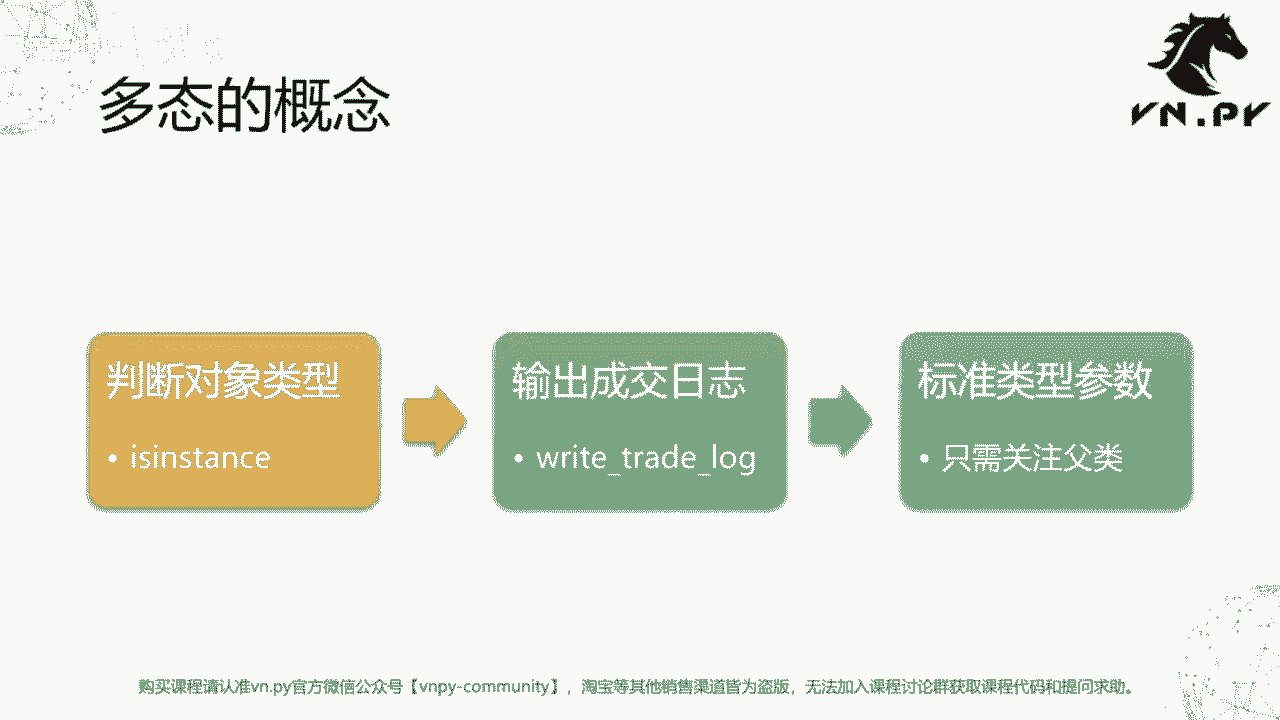 多态的概念
VN.PY
判断对象类型
• isinstance
输出成交日志
• write_trade_log
标准类型参数
• 只需关注父类
购买课程请认准vn.py官方微信公众号【vnpy-community】，淘宝等其他销售渠道皆为盗版，无法加入课程讨论群获取课程代码和提问求助。